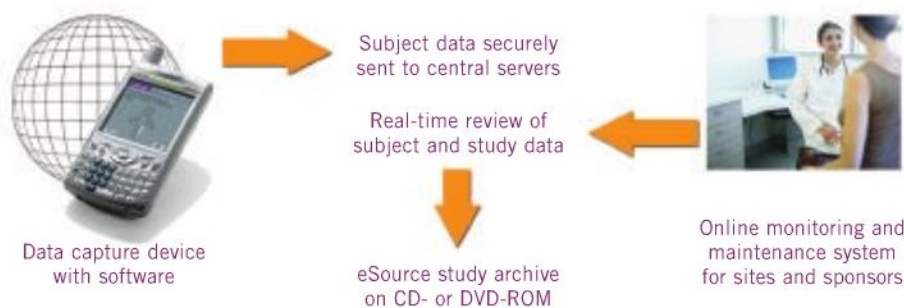 Subject data securely
sent to central servers
Real-time review of
subject and study data
Data capture device
with software
eSource study archive
on CD- or DVD-ROM
Online monitoring and
maintenance system
for sites and sponsors